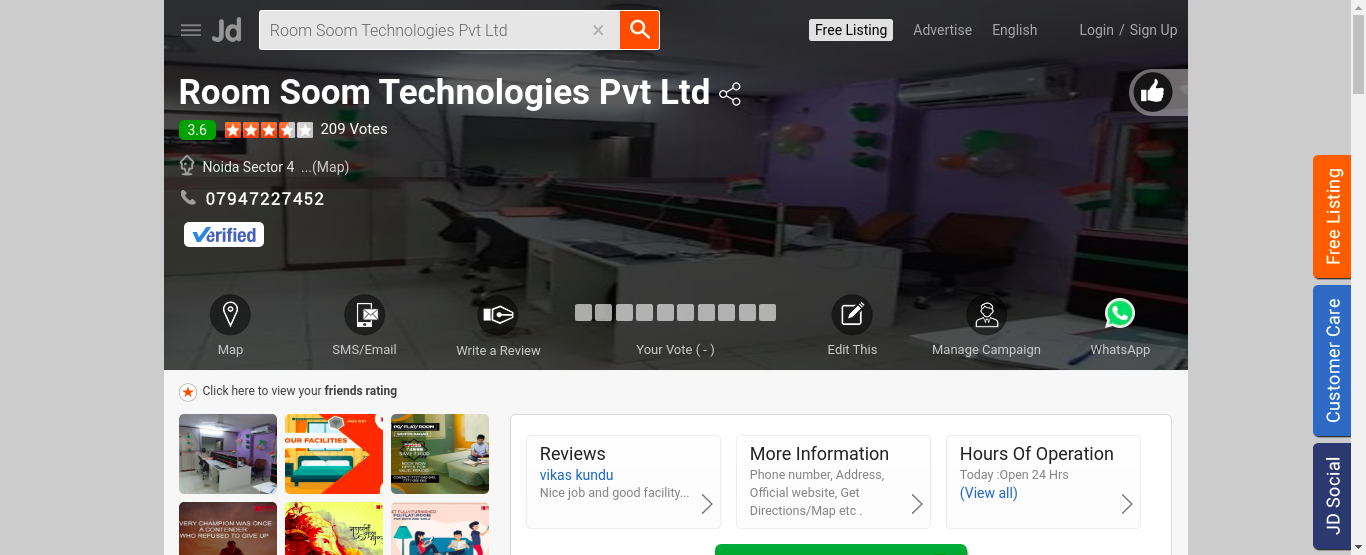 Jd
Room Soom Technologies Pvt Ltd
Free Listing
Advertise
English
Login / Sign Up
Room Soom Technologies Pvt Ltd
3.6
209 Votes
Noida Sector 4 ...(Map)
07947227452
Verified
Map
SMS/Email
Write a Review
Your Vote ( - )
Edit This
Manage Campaign
WhatsApp
Free Listing
Customer Care
JD Social
Click here to view your friends rating
OUR FACILITIES
PG/ FLAT/ ROOM
Reviews
vikas kundu
Nice job and good facility...
More Information
Phone number, Address,
Official website, Get
Directions/Map etc .
Hours Of Operation
Today :Open 24 Hrs
(View all)
VERY CHAMPION WAS ONCE
A CONTENDER
WHO REFUSED TO GIVE UP